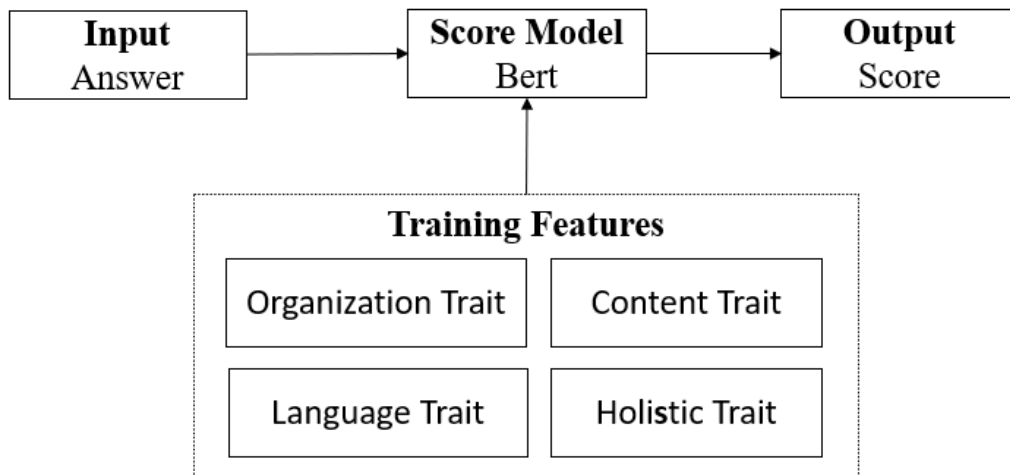 Input
Answer
Score Model
Bert
Output
Score
Training Features
Organization Trait
Content Trait
Language Trait
Holistic Trait